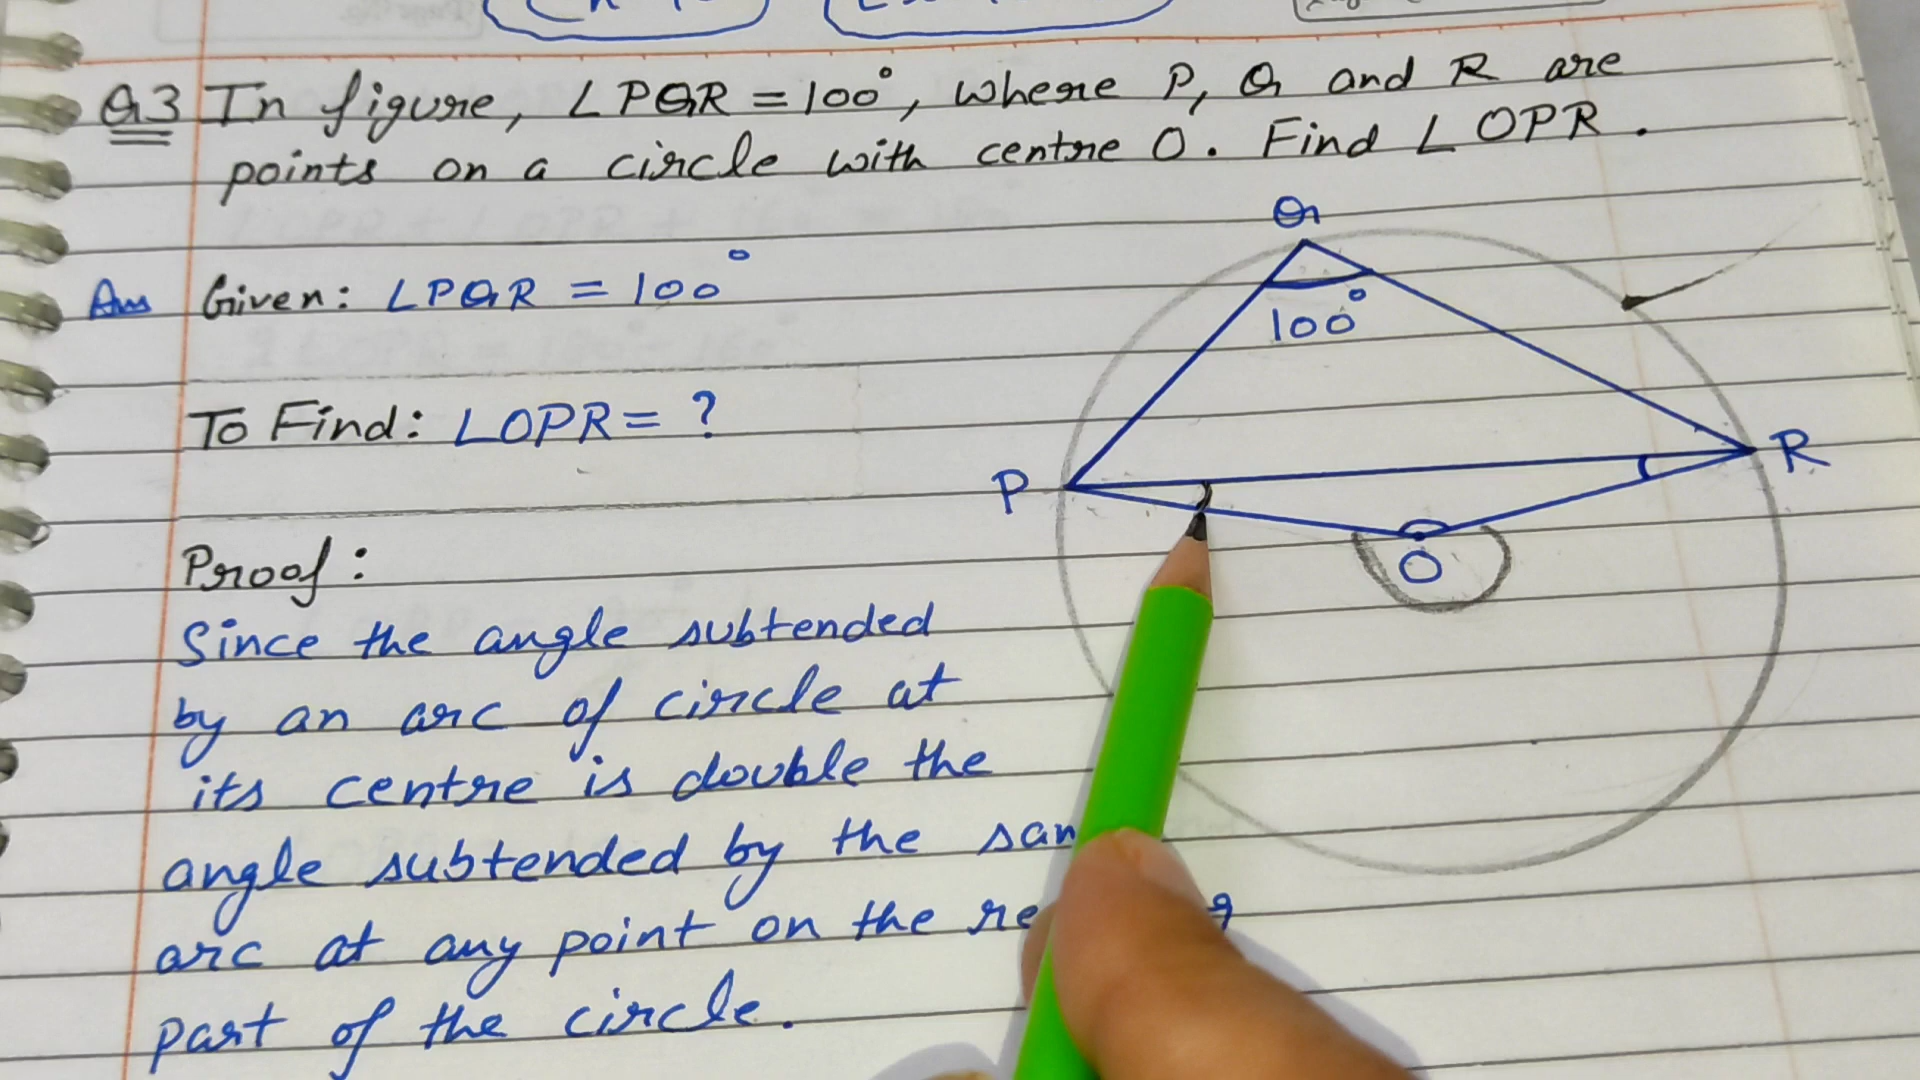 Q3 In figure, ∠PQR = 100°, where P, Q and R are
points on a circle with centre O. Find ∠OPR.
Ans Given: ∠PQR = 100°
To Find: ∠OPR = ?
Q
100°
P
R
O
Proof:
Since the angle subtended
by an arc of circle at
its centre is double the
angle subtended by the
arc at any point on the
part of the circle.